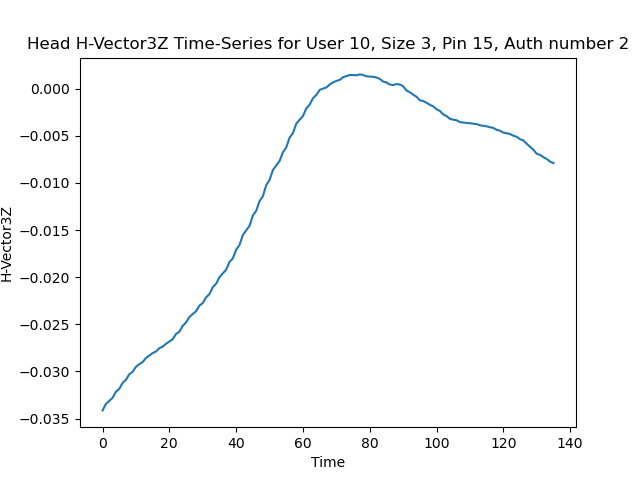 Head H-Vector3Z Time-Series for User 10, Size 3, Pin 15, Auth number 2
H-Vector3Z
0.000
−0.005
−0.010
−0.015
−0.020
−0.025
−0.030
−0.035
0 20 40 60 80 100 120 140
Time